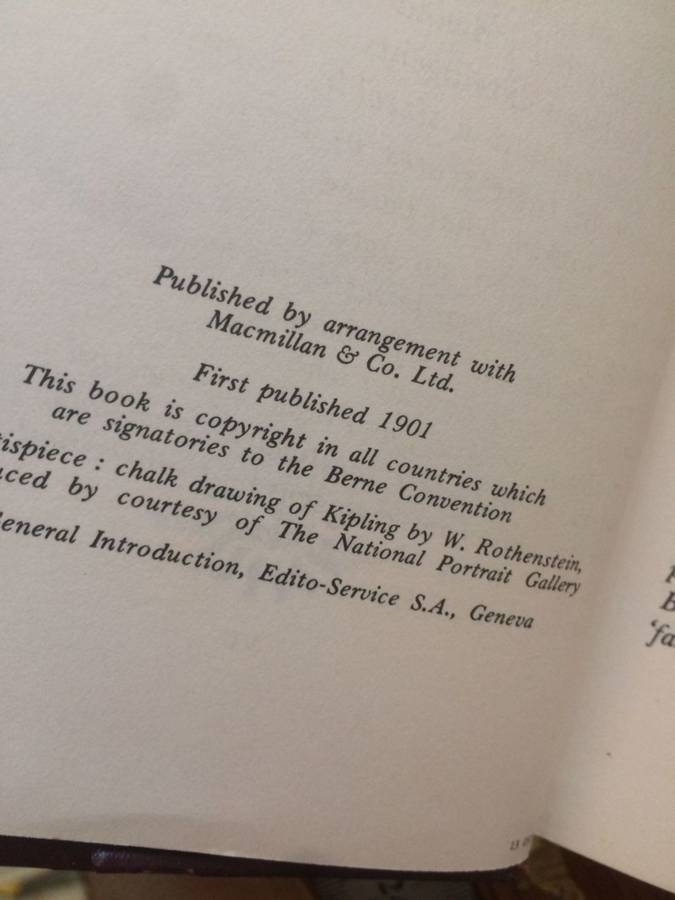 Published by arrangement with
Macmillan & Co. Ltd.
First published 1901
This book is copyright in all countries which
are signatories to the Berne Convention
ispiece : chalk drawing of Kipling by W. Rothenstein,
ced by courtesy of The National Portrait Gallery
eneral Introduction, Edito-Service S.A., Geneva
'fa